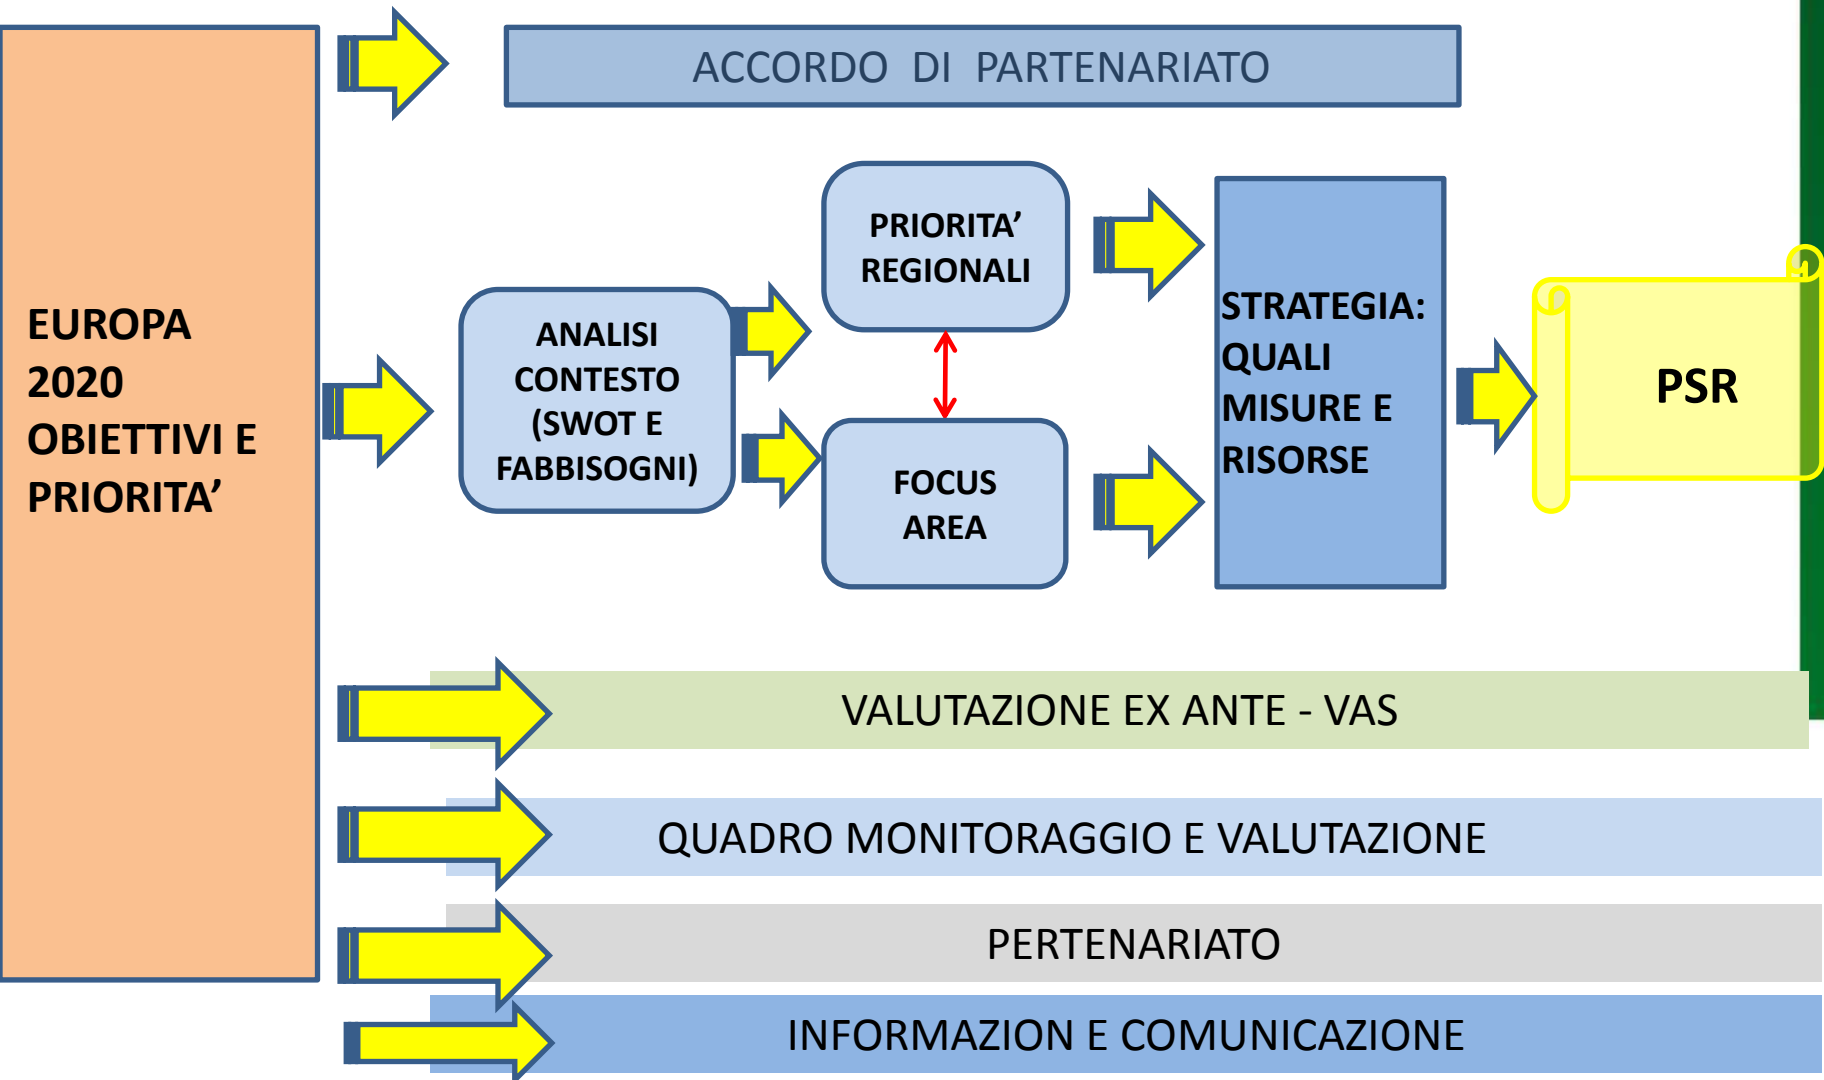 ACCORDO DI PARTENARIATO
EUROPA
2020
OBIETTIVI E
PRIORITA’
ANALISI
CONTESTO
(SWOT E
FABBISOGNI)
PRIORITA’
REGIONALI
FOCUS
AREA
STRATEGIA:
QUALI
MISURE E
RISORSE
PSR
VALUTAZIONE EX ANTE - VAS
QUADRO MONITORAGGIO E VALUTAZIONE
PERTENARIATO
INFORMAZION E COMUNICAZIONE